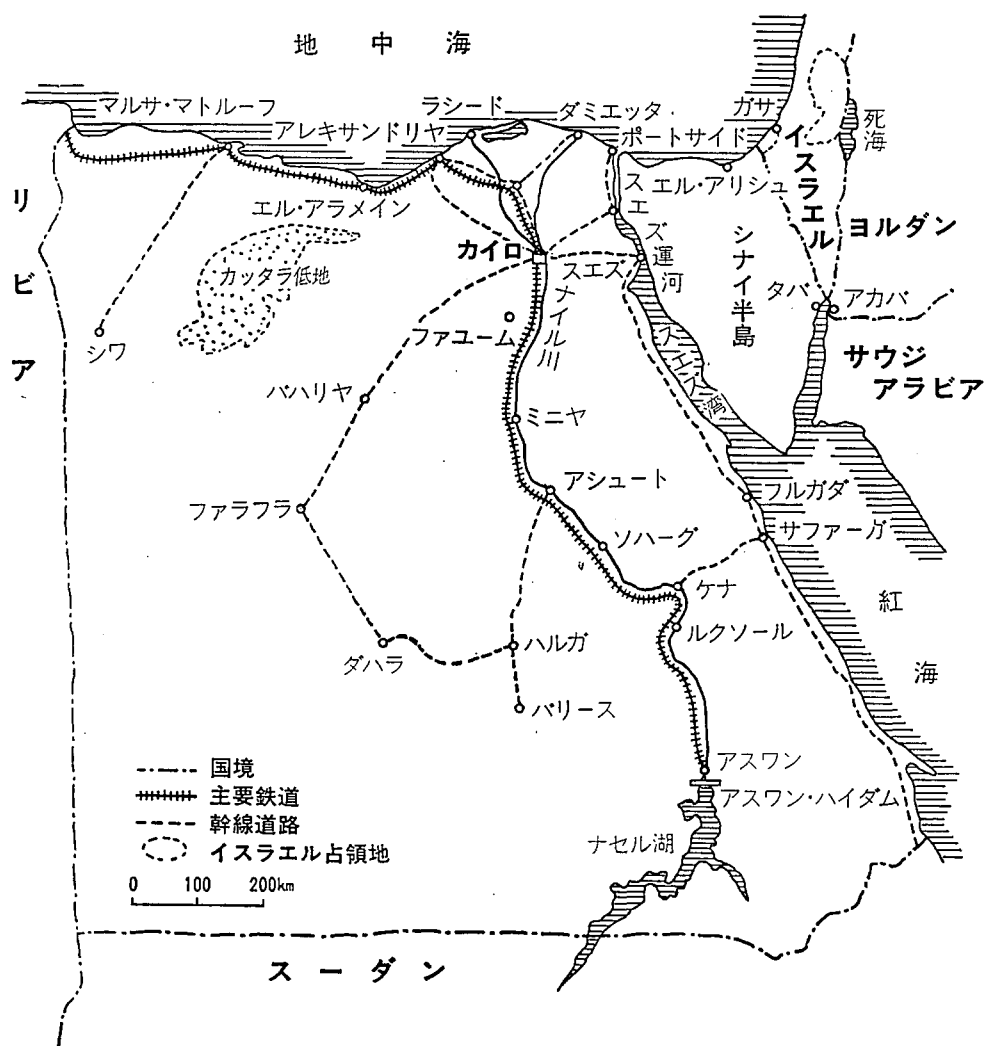 地中海
マルサ・マトルーフ
アレキサンドリヤ
ラシード
ダミエッタ
ポートサイド
ガザ
死海
イスラエル
エル・アリシュ
エル・アラメイン
スエズ運河
リビア
カイロ
スエス
シナイ半島
ヨルダン
カッタラ低地
タバ
アカバ
シワ
ファユーム
ナイル川
サウジ
アラビア
スエズ湾
バハリヤ
ミニヤ
アシュート
フルガダ
ファラフラ
サファーガ
ソハーグ
ケナ
紅海
ルクソール
ダハラ
ハルガ
バリース
国境
主要鉄道
幹線道路
イスラエル占領地
0 100 200km
アスワン
アスワン・ハイダム
ナセル湖
スーダン